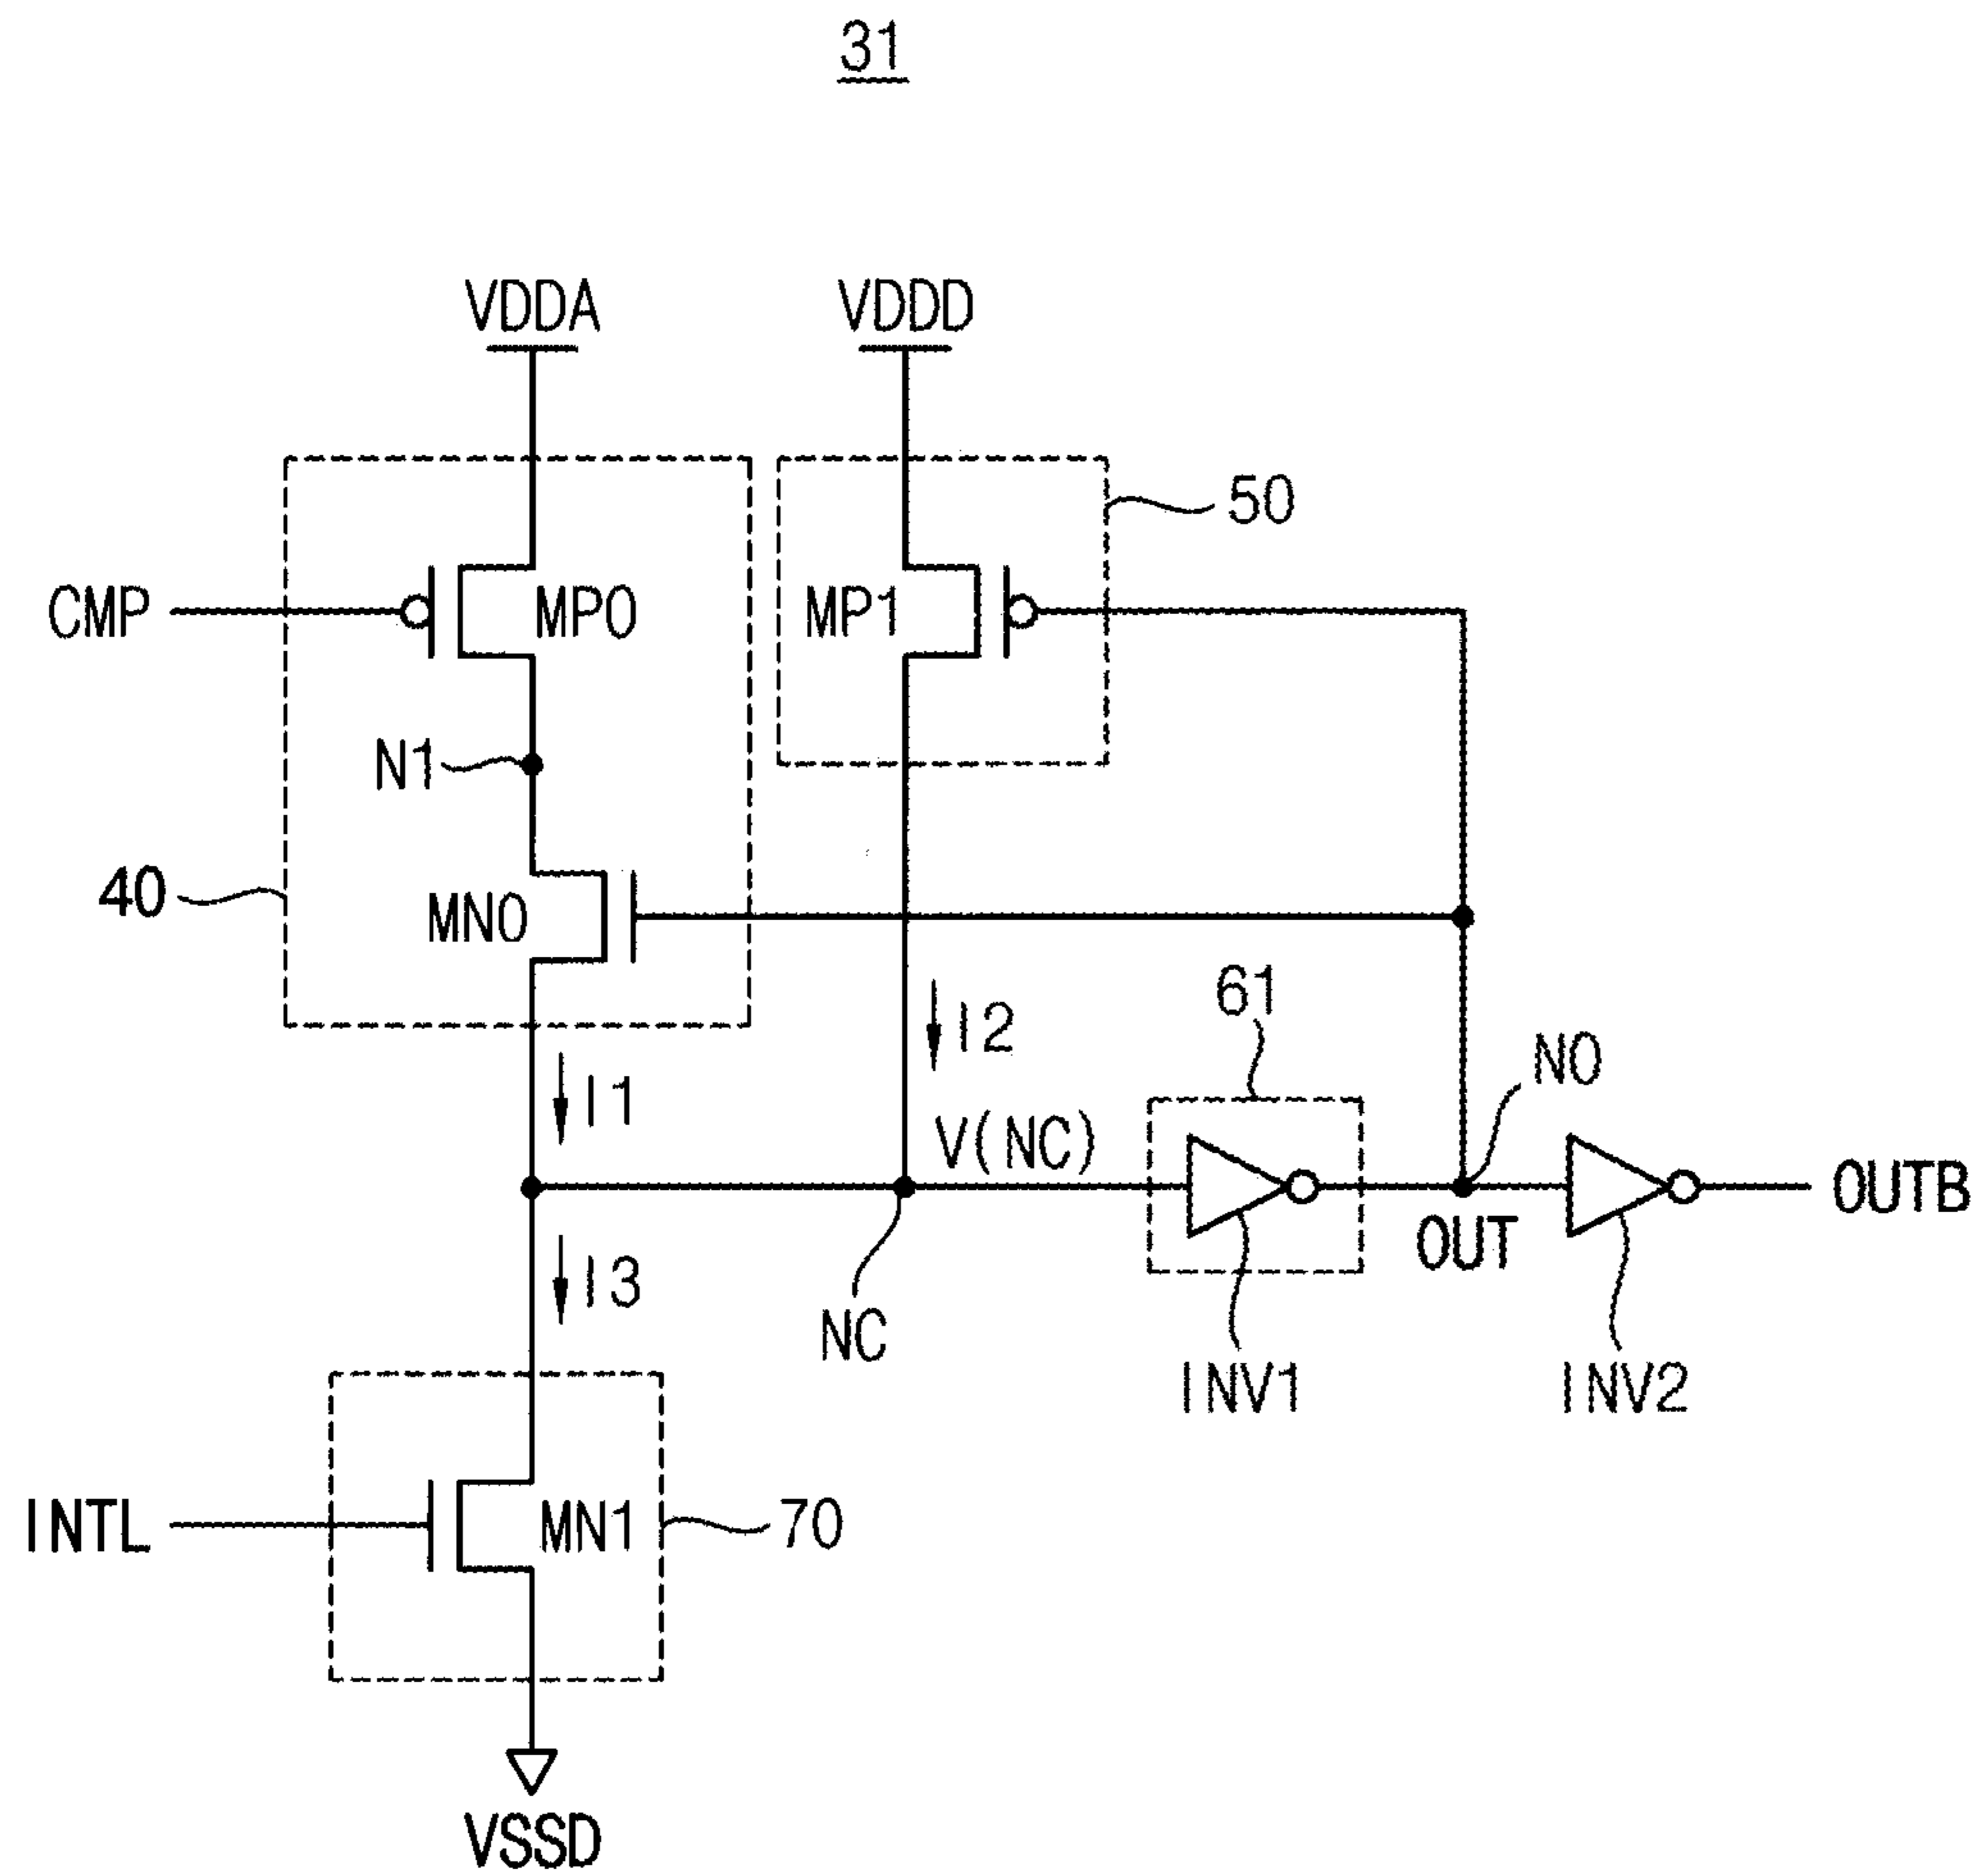 31
VDDA
VDDD
50
CMP
MP0
MP1
N1
40
MN0
61
I2
NO
I1
V(NC)
OUTB
OUT
I3
NC
INV1
INV2
INTL
MN1
70
VSSD